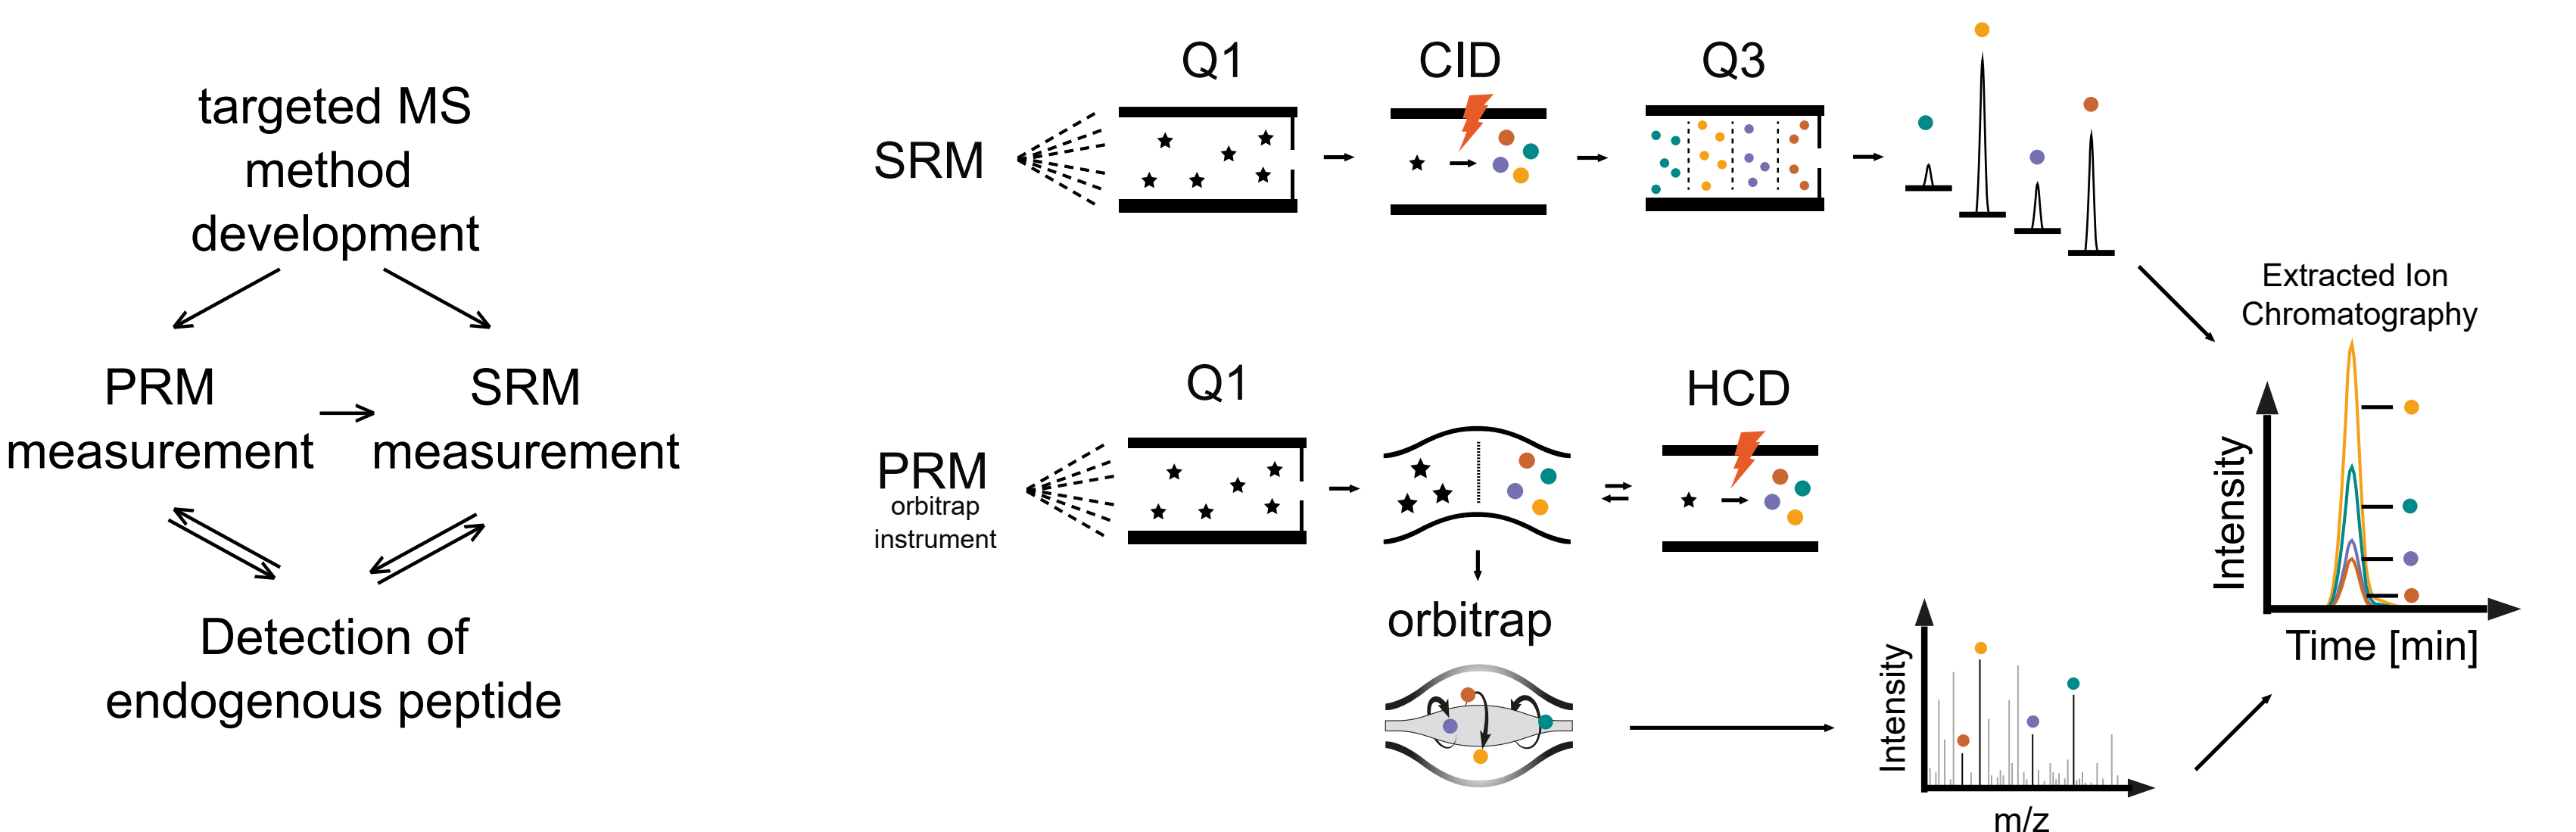 targeted MS
method
development
PRM
measurement
SRM
measurement
Detection of
endogenous peptide
SRM
Q1
CID
Q3
PRM
orbitrap
instrument
Q1
HCD
orbitrap
Intensity
m/z
Extracted Ion
Chromatography
Intensity
Time [min]